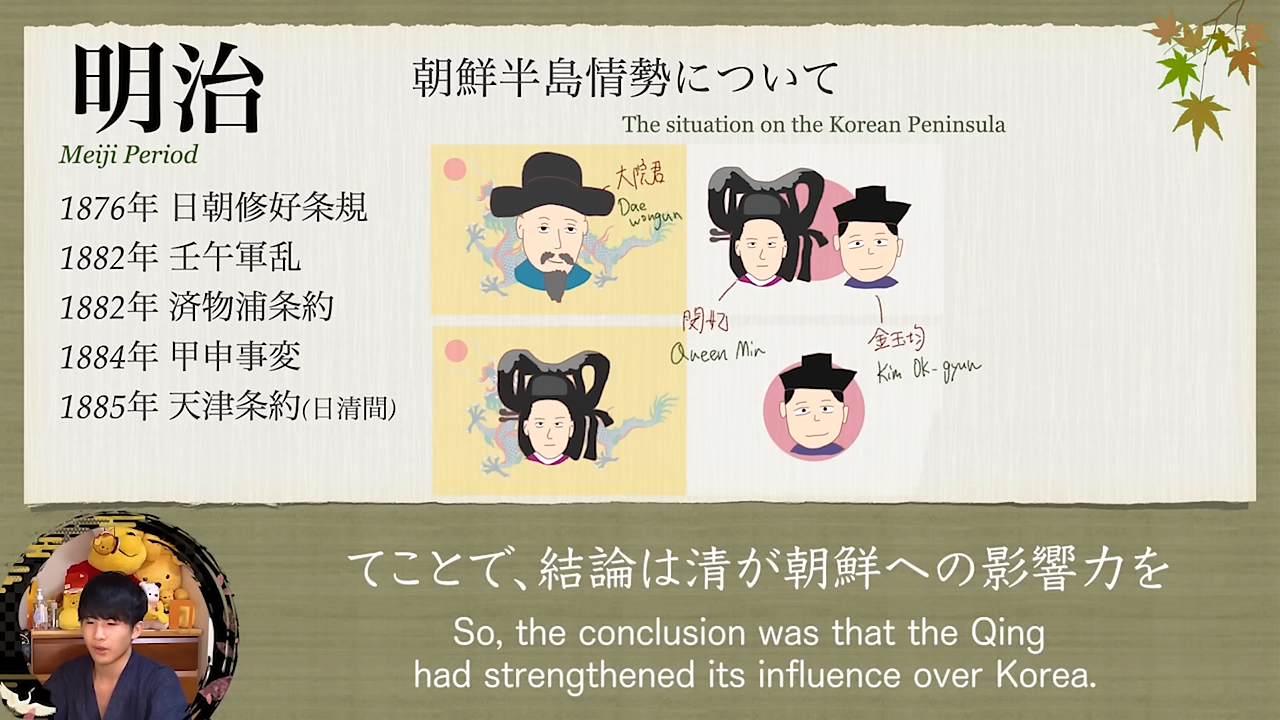 明治
Meiji Period
1876年 日朝修好条規
1882年 壬午軍乱
1882年 済物浦条約
1884年 甲申事変
1885年 天津条約(日清間)
朝鮮半島情勢について
The situation on the Korean Peninsula
大院君
Dae
wongun
閔妃
Queen Min
金玉均
Kim Ok-gyun
てことで、結論は清が朝鮮への影響力を
So, the conclusion was that the Qing
had strengthened its influence over Korea.